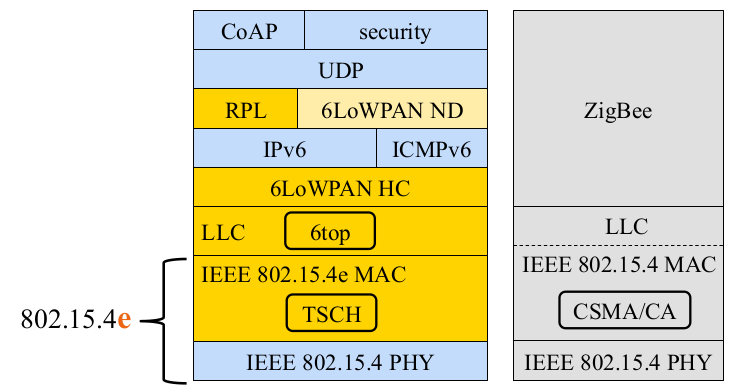 CoAP security
UDP
RPL 6LoWPAN ND
IPv6 ICMPv6
6LoWPAN HC
LLC 6top
IEEE 802.15.4e MAC
TSCH
IEEE 802.15.4 PHY
802.15.4e
ZigBee
LLC
IEEE 802.15.4 MAC
CSMA/CA
IEEE 802.15.4 PHY